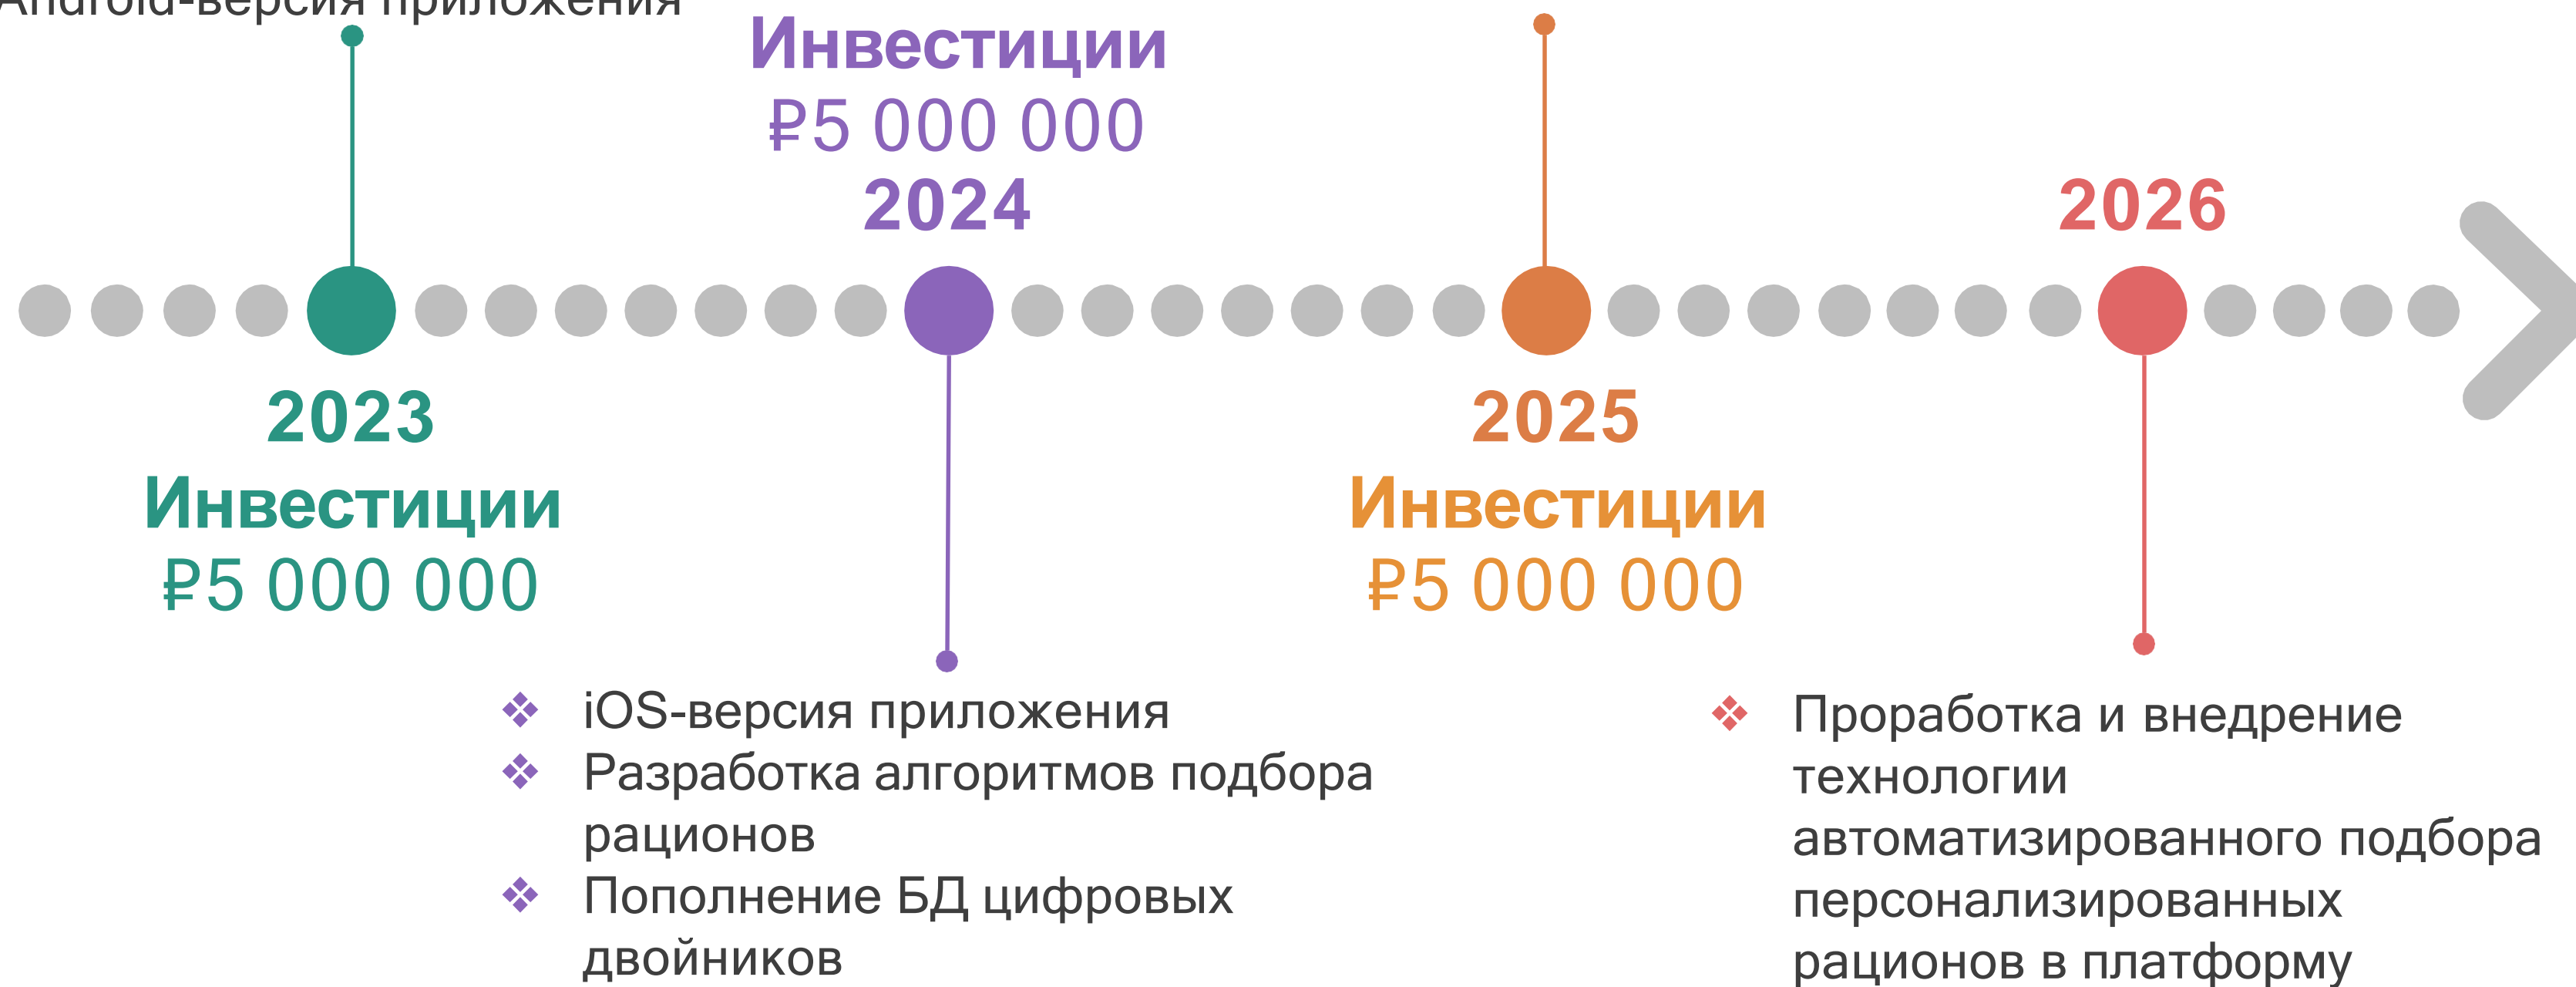 Android-версия приложения
Инвестиции
₽5 000 000
2024
2026
2023
Инвестиции
₽5 000 000
2025
Инвестиции
₽5 000 000
❖ iOS-версия приложения
❖ Разработка алгоритмов подбора
рационов
❖ Пополнение БД цифровых
двойников
❖ Проработка и внедрение
технологии
автоматизированного подбора
персонализированных
рационов в платформу